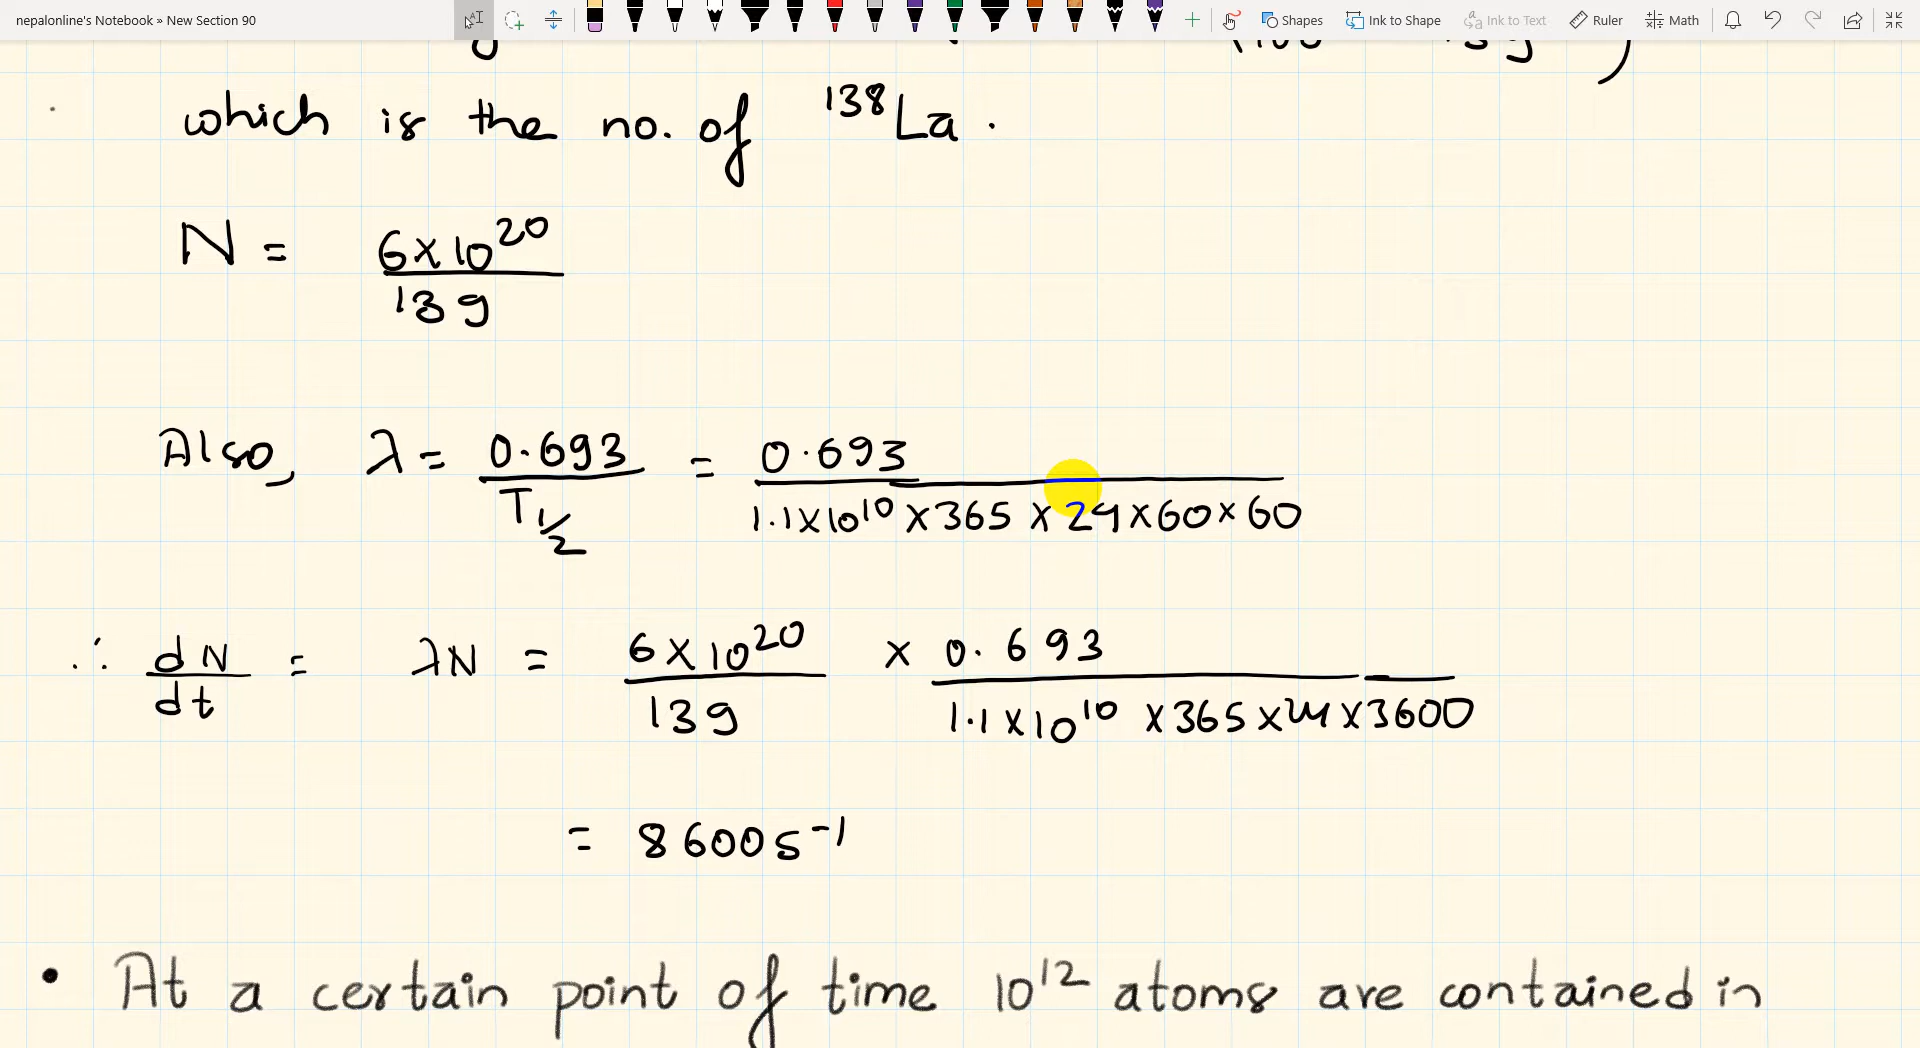 nepalonline's Notebook » New Section 90
Shapes Ink to Shape Ink to Text Ruler Math
which is the no. of ¹³⁸La.
N = 6×10²⁰ / 139
Also, λ = 0.693 / T½ = 0.693 / 1.1×10¹⁰ ×365 ×24×60×60
∴ dN/dt = λN = 6×10²⁰ / 139 × 0.693 / 1.1×10¹⁰ ×365×24×3600
= 8600s⁻¹
• At a certain point of time 10¹² atoms are contained in